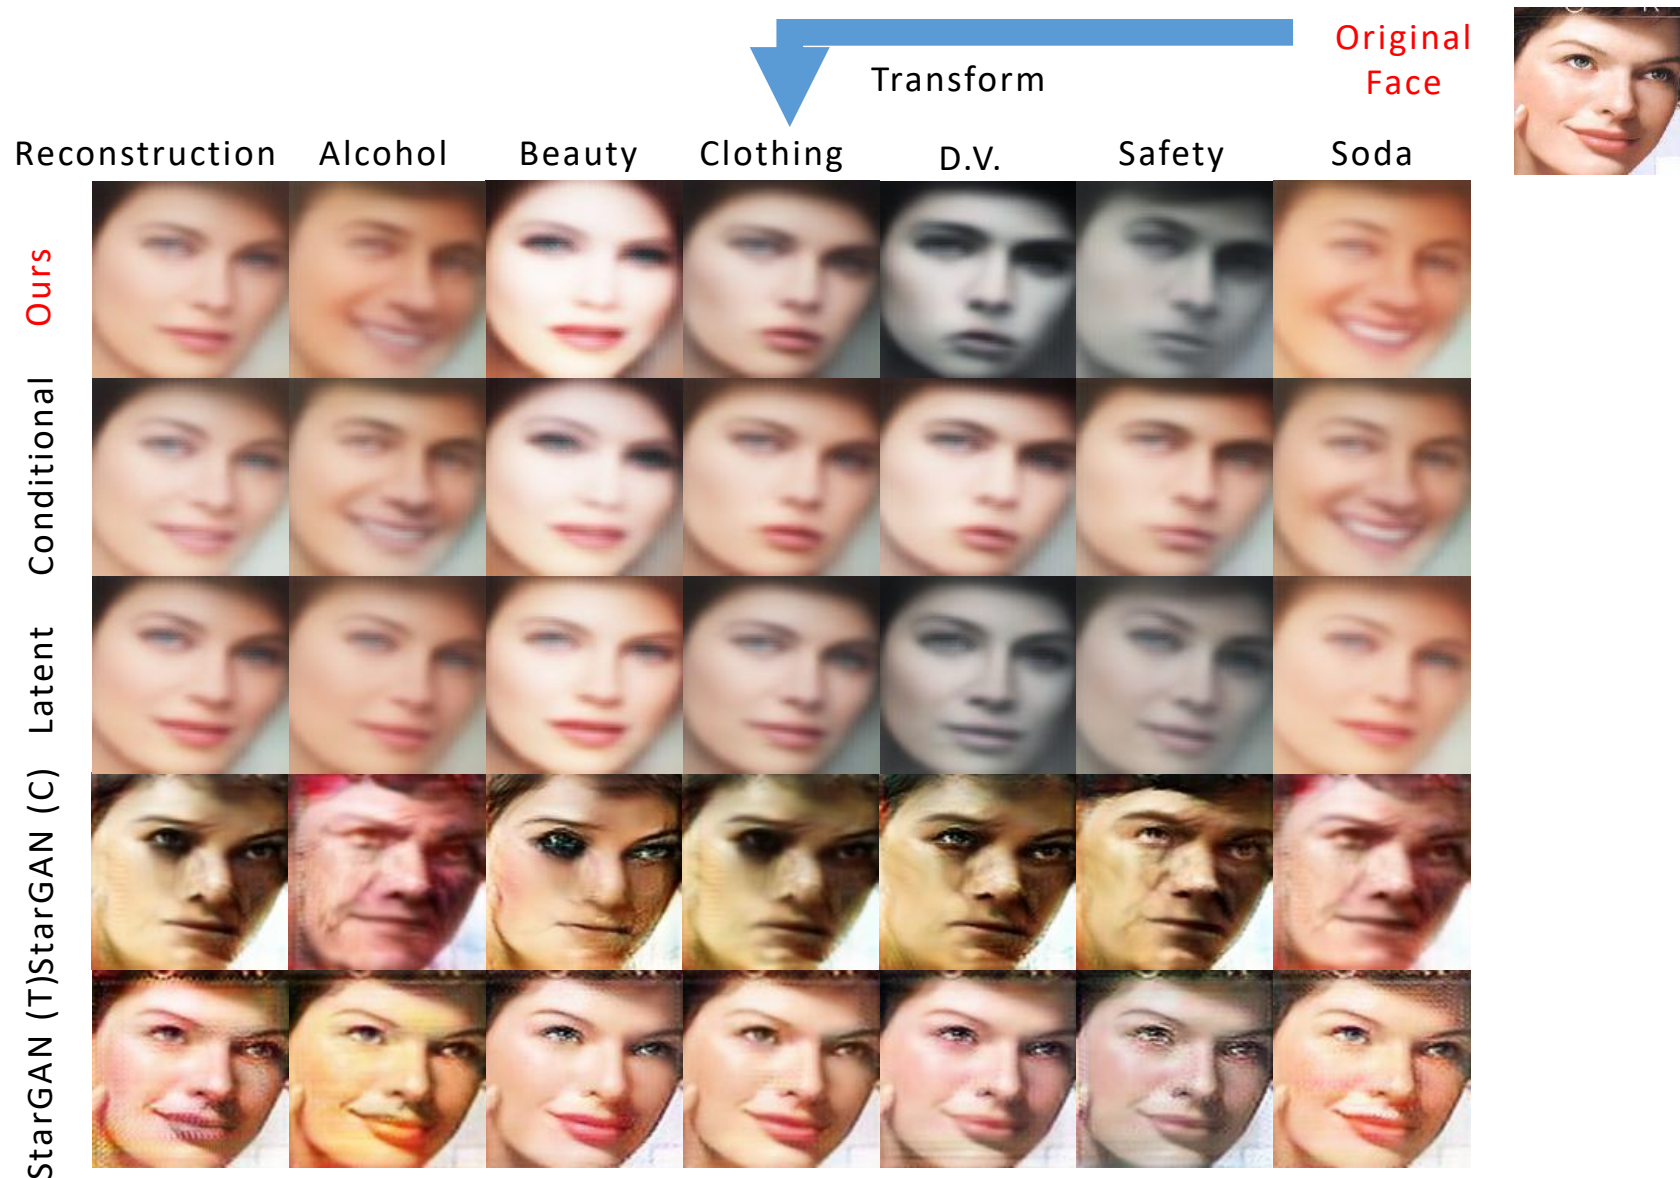 Original
Face
Transform
Reconstruction Alcohol Beauty Clothing D.V. Safety Soda
Ours
Conditional
Latent
StarGAN (C)
StarGAN (T)